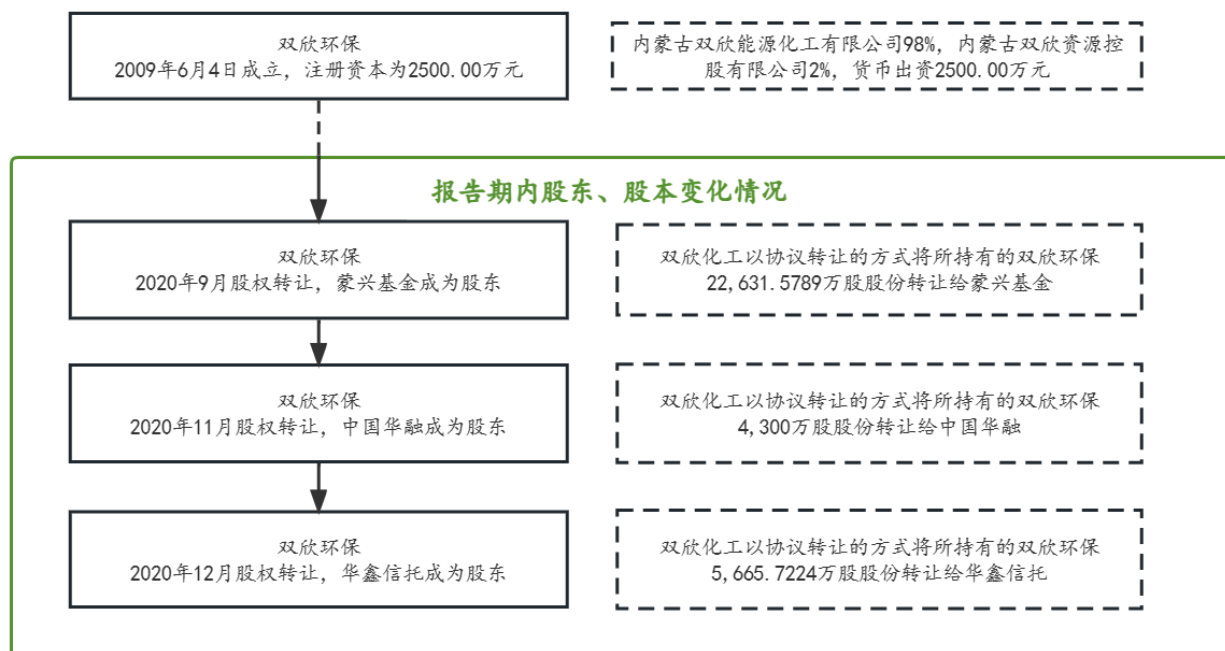 双欣环保
2009年6月4日成立，注册资本为2500.00万元
内蒙古双欣能源化工有限公司98%，内蒙古双欣资源控
股有限公司2%，货币出资2500.00万元
报告期内股东、股本变化情况
双欣环保
2020年9月股权转让，蒙兴基金成为股东
双欣化工以协议转让的方式将所持有的双欣环保
22,631.5789万股股份转让给蒙兴基金
双欣环保
2020年11月股权转让，中国华融成为股东
双欣化工以协议转让的方式将所持有的双欣环保
4,300万股股份转让给中国华融
双欣环保
2020年12月股权转让，华鑫信托成为股东
双欣化工以协议转让的方式将所持有的双欣环保
5,665.7224万股股份转让给华鑫信托